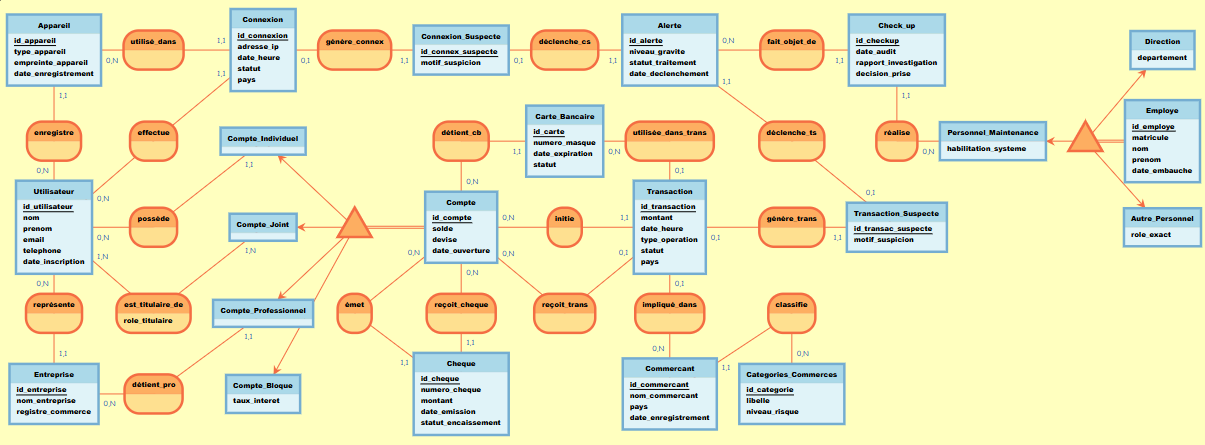 Appareil
id_appareil
type_appareil
empreinte_appareil
date_enregistrement
0,N
utilisé_dans
1,1
Connexion
id_connexion
adresse_ip
date_heure
statut
pays
0,1
génère_connex
1,1
Connexion_Suspecte
id_connex_suspecte
motif_suspicion
0,1
déclenche_cs
1,1
Alerte
id_alerte
niveau_gravite
statut_traitement
date_declenchement
0,N
fait_objet_de
1,1
Check_up
id_checkup
date_audit
rapport_investigation
decision_prise
Direction
departement
1,1
enregistre
0,N
1,1
effectue
0,N
Compte_Individuel
1,1
détient_cb
1,1
0,N
Carte_Bancaire
id_carte
numero_masque
date_expiration
statut
0,N
utilisée_dans_trans
0,1
1,1
déclenche_ts
0,1
1,1
réalise
0,N
Personnel_Maintenance
habilitation_systeme
Employe
id_employe
matricule
nom
prenom
date_embauche
Utilisateur
id_utilisateur
nom
prenom
email
telephone
date_inscription
0,N
possède
1,N
Compte_Joint
1,N
Compte
id_compte
solde
devise
date_ouverture
0,N
initie
1,1
Transaction
id_transaction
montant
date_heure
type_operation
statut
pays
0,1
génère_trans
1,1
Transaction_Suspecte
id_transac_suspecte
motif_suspicion
Autre_Personnel
role_exact
0,N
représente
1,1
est_titulaire_de
role_titulaire
Compte_Professionnel
1,1
0,N
émet
1,1
0,N
reçoit_cheque
1,1
0,N
reçoit_trans
0,1
0,1
impliqué_dans
0,N
classifie
1,1
0,N
Entreprise
id_entreprise
nom_entreprise
registre_commerce
0,N
détient_pro
Compte_Bloque
taux_interet
Cheque
id_cheque
numero_cheque
montant
date_emission
statut_encaissement
Commercant
id_commercant
nom_commercant
pays
date_enregistrement
Categories_Commerces
id_categorie
libelle
niveau_risque